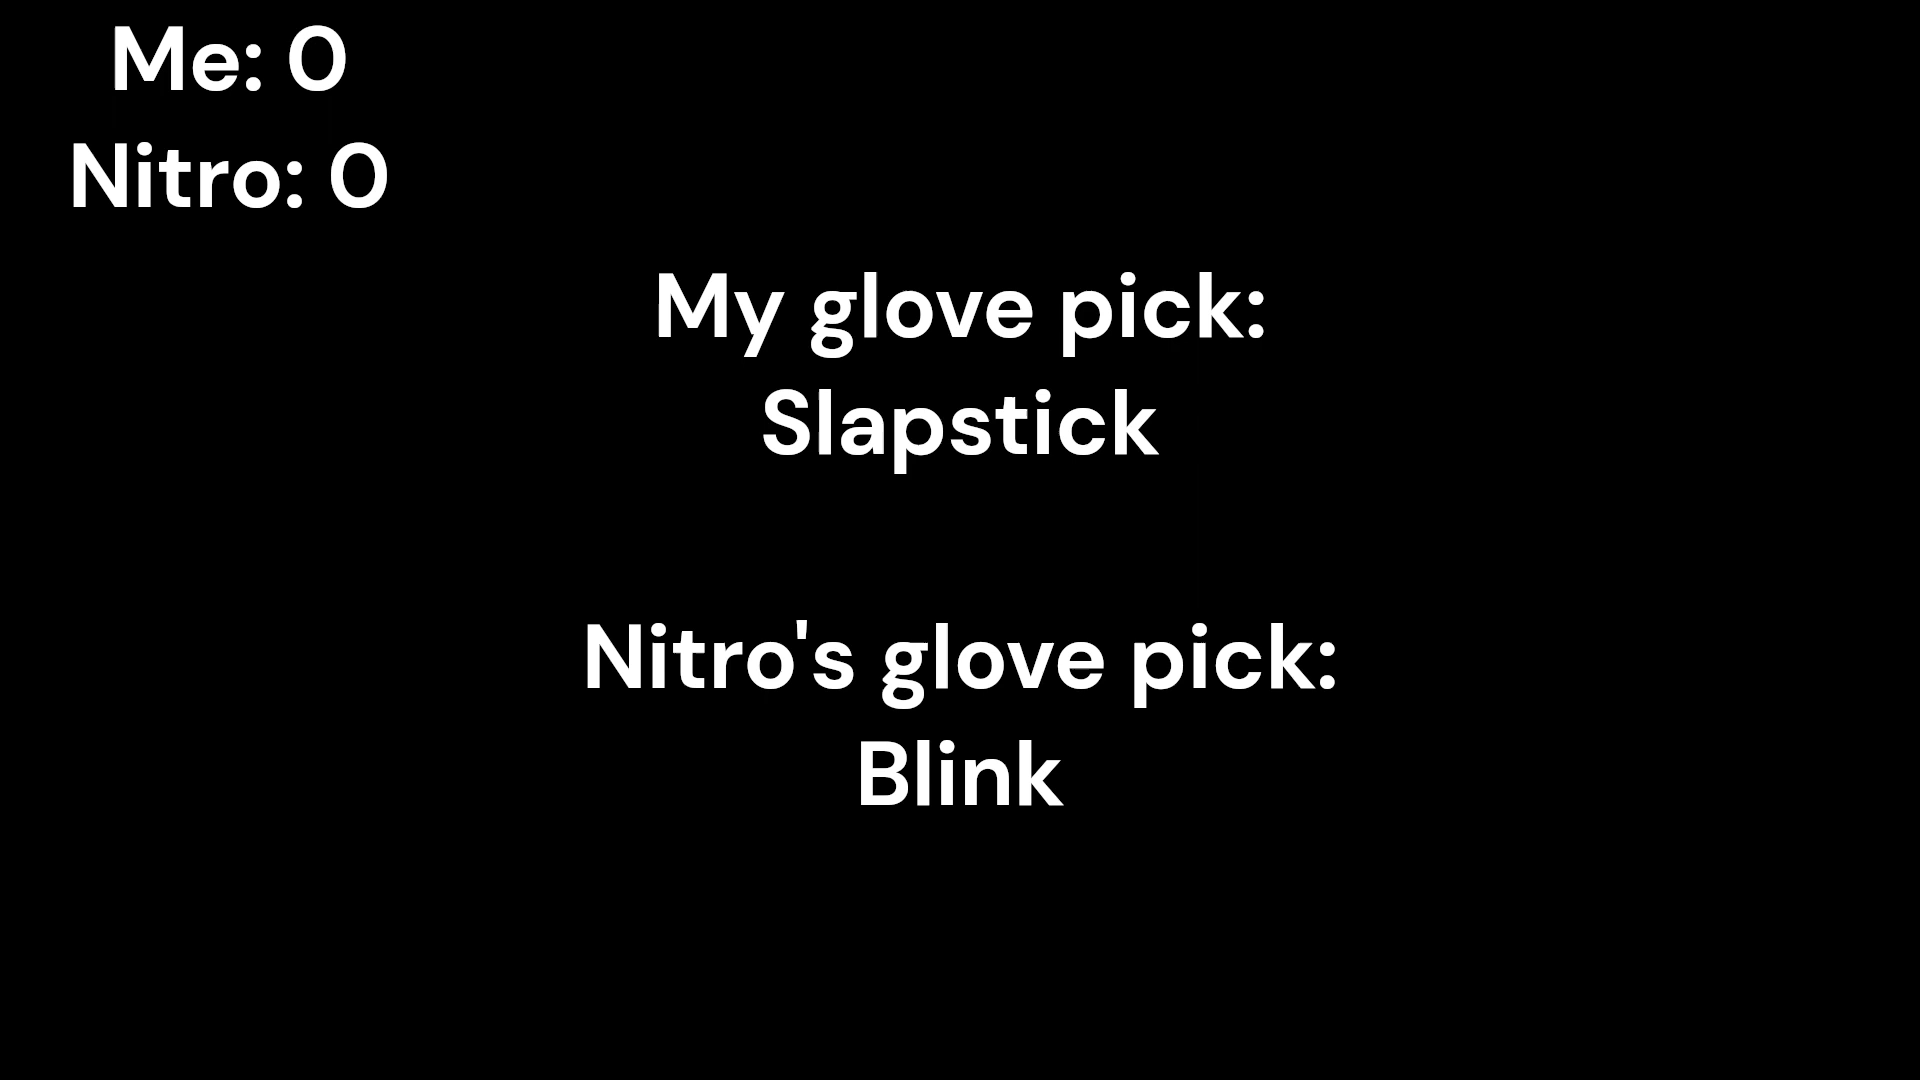 Me: 0
Nitro: 0
My glove pick:
Slapstick
Nitro's glove pick:
Blink